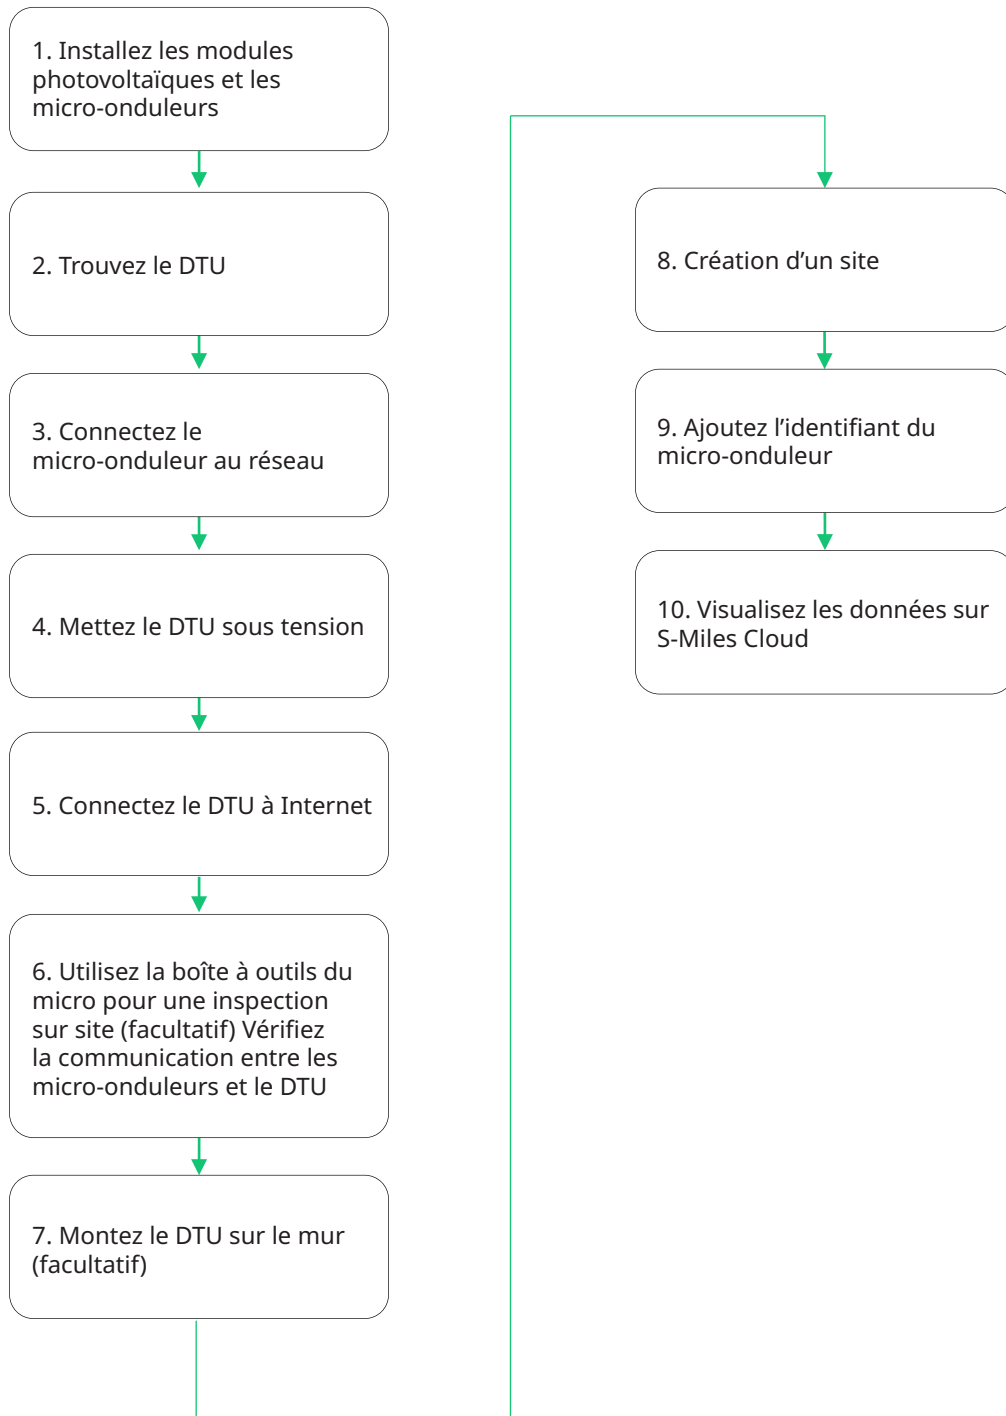 1. Installez les modules
photovoltaïques et les
micro-onduleurs
2. Trouvez le DTU
3. Connectez le
micro-onduleur au réseau
4. Mettez le DTU sous tension
5. Connectez le DTU à Internet
6. Utilisez la boîte à outils du
micro pour une inspection
sur site (facultatif) Vérifiez
la communication entre les
micro-onduleurs et le DTU
7. Montez le DTU sur le mur
(facultatif)
8. Création d’un site
9. Ajoutez l’identifiant du
micro-onduleur
10. Visualisez les données sur
S-Miles Cloud